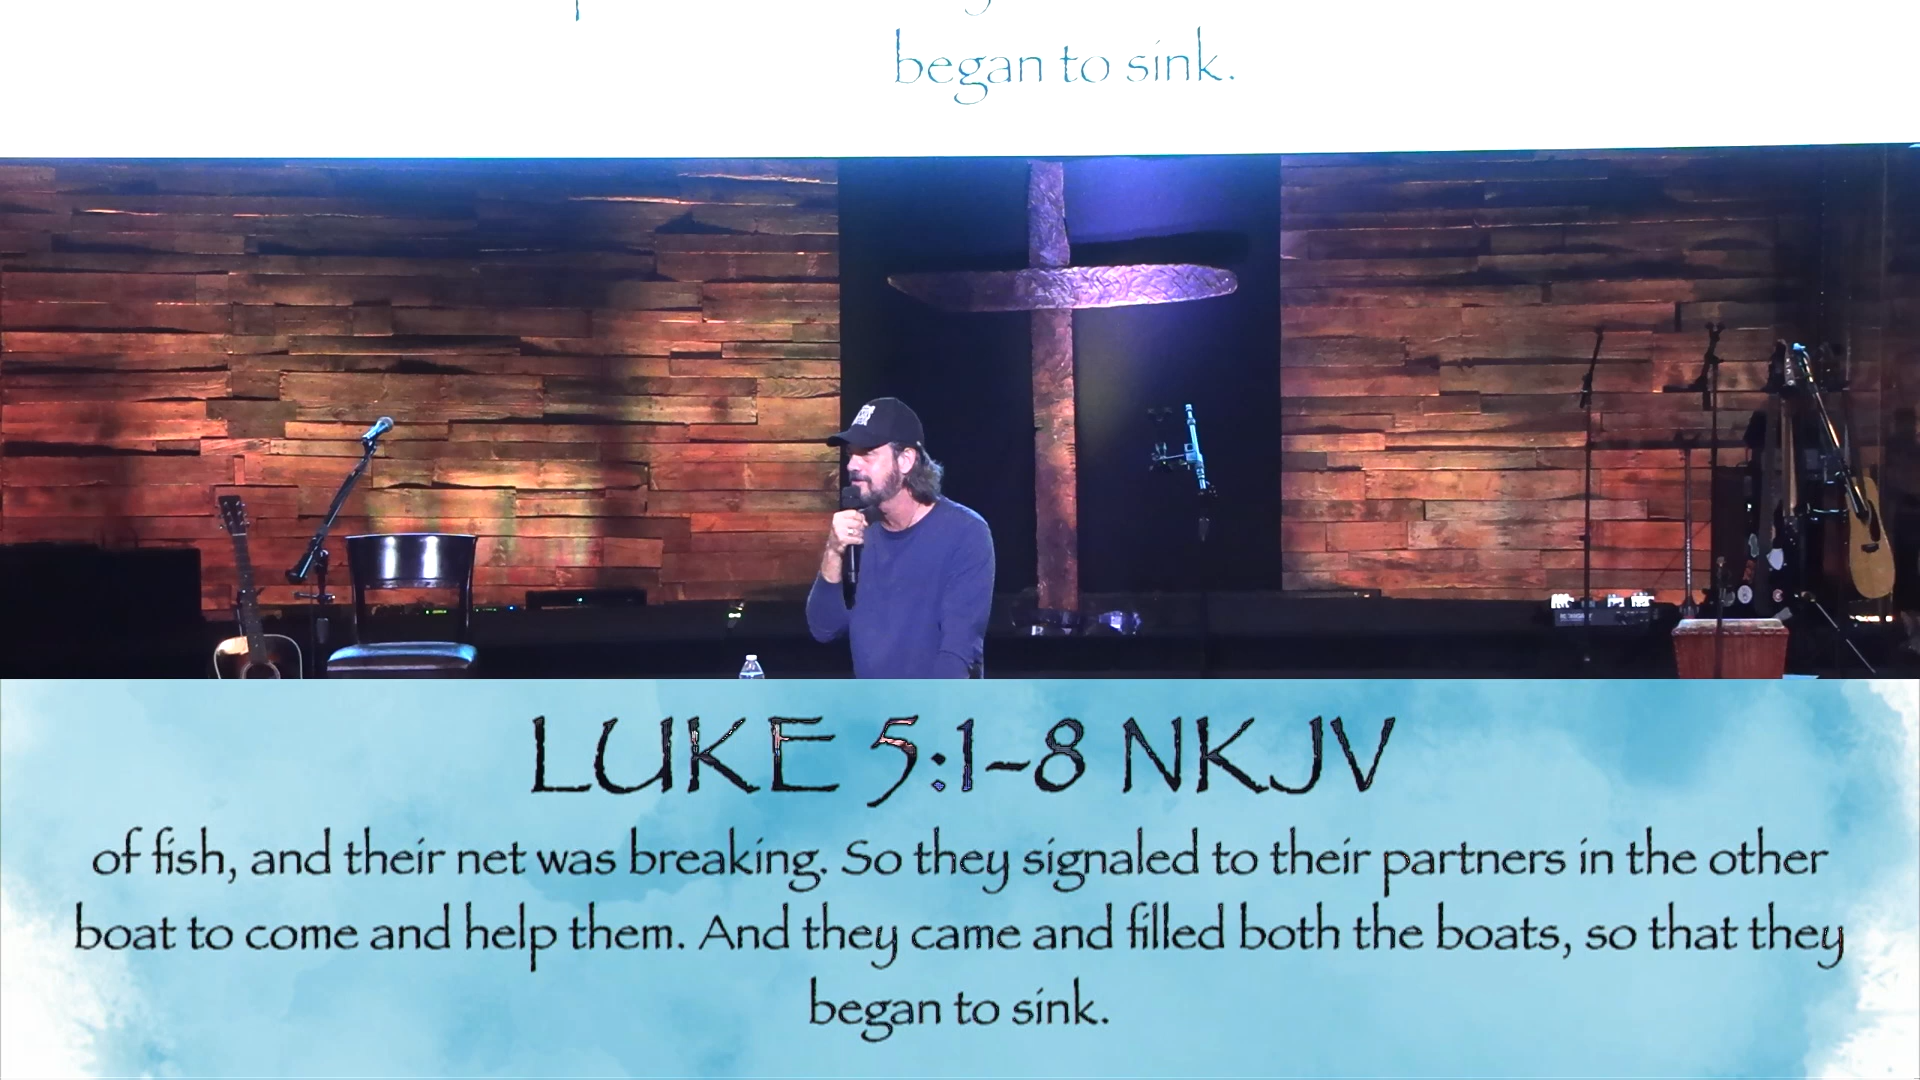 began to sink.
LUKE 5:1-8 NKJV
of fish, and their net was breaking. So they signaled to their partners in the other
boat to come and help them. And they came and filled both the boats, so that they
began to sink.